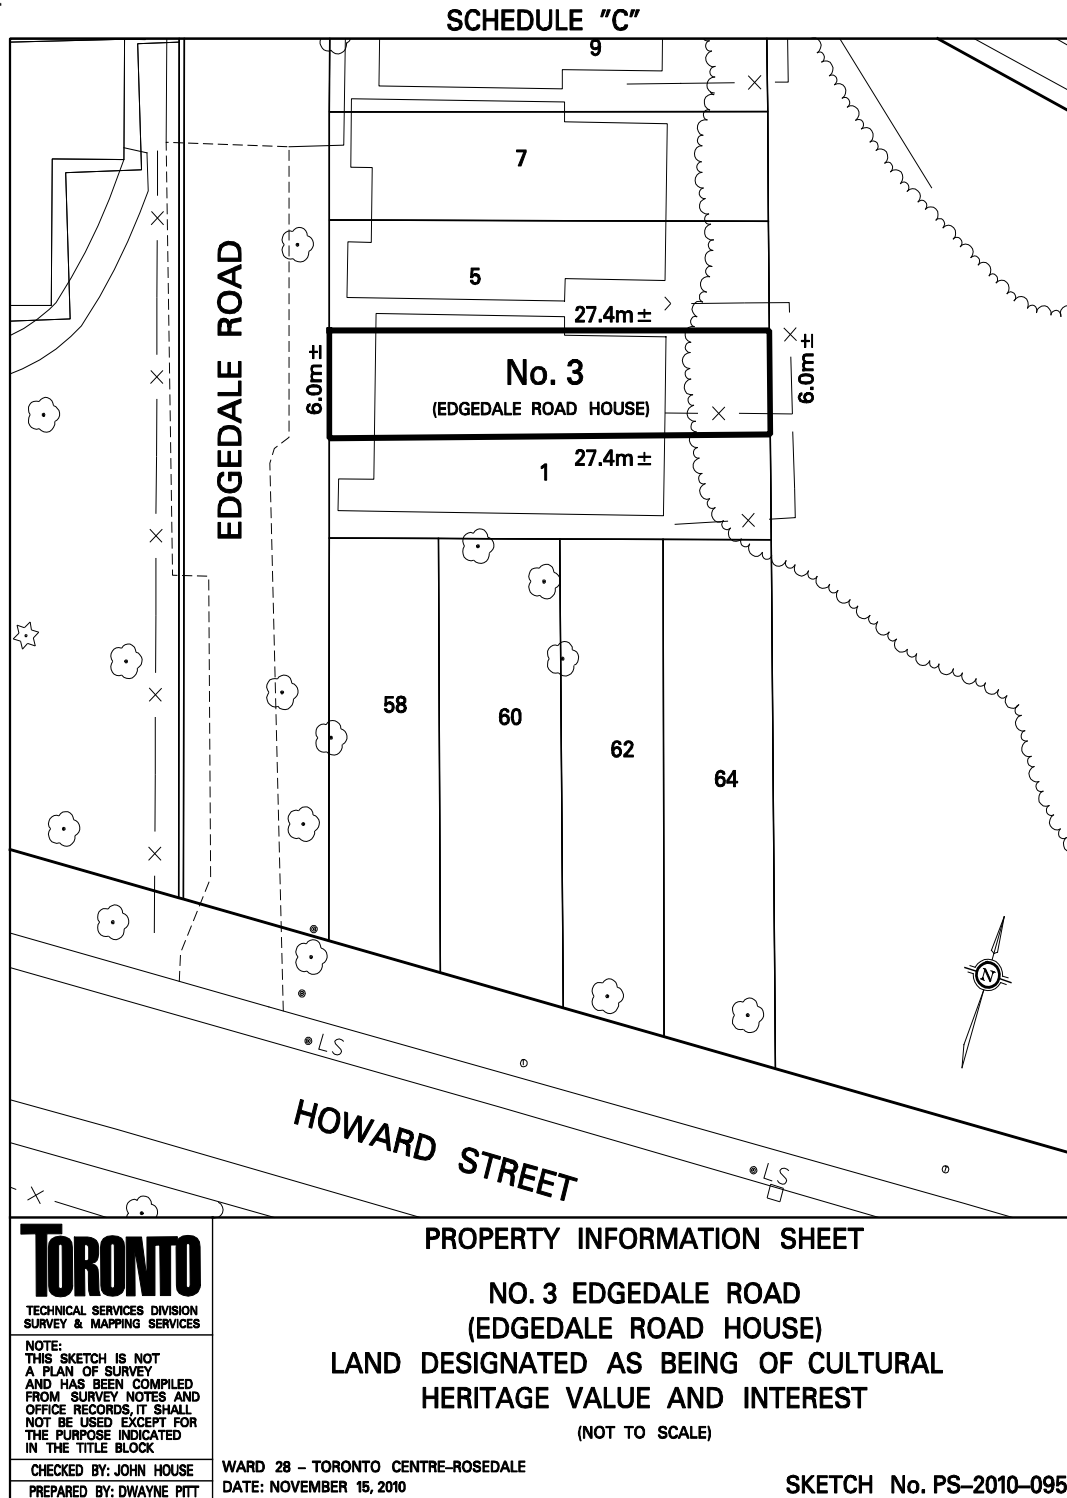 SCHEDULE "C"
9
7
5
27.4m ±
6.0m ±
No. 3
(EDGEDALE ROAD HOUSE)
6.0m ±
27.4m ±
1
EDGEDALE ROAD
58
60
62
64
N
LS
HOWARD STREET
LS
TORONTO
TECHNICAL SERVICES DIVISION
SURVEY & MAPPING SERVICES
NOTE:
THIS SKETCH IS NOT
A PLAN OF SURVEY
AND HAS BEEN COMPILED
FROM SURVEY NOTES AND
OFFICE RECORDS, IT SHALL
NOT BE USED EXCEPT FOR
THE PURPOSE INDICATED
IN THE TITLE BLOCK
CHECKED BY: JOHN HOUSE
PREPARED BY: DWAYNE PITT
PROPERTY INFORMATION SHEET
NO. 3 EDGEDALE ROAD
(EDGEDALE ROAD HOUSE)
LAND DESIGNATED AS BEING OF CULTURAL
HERITAGE VALUE AND INTEREST
(NOT TO SCALE)
WARD 28 – TORONTO CENTRE–ROSEDALE
DATE: NOVEMBER 15, 2010
SKETCH No. PS–2010–095